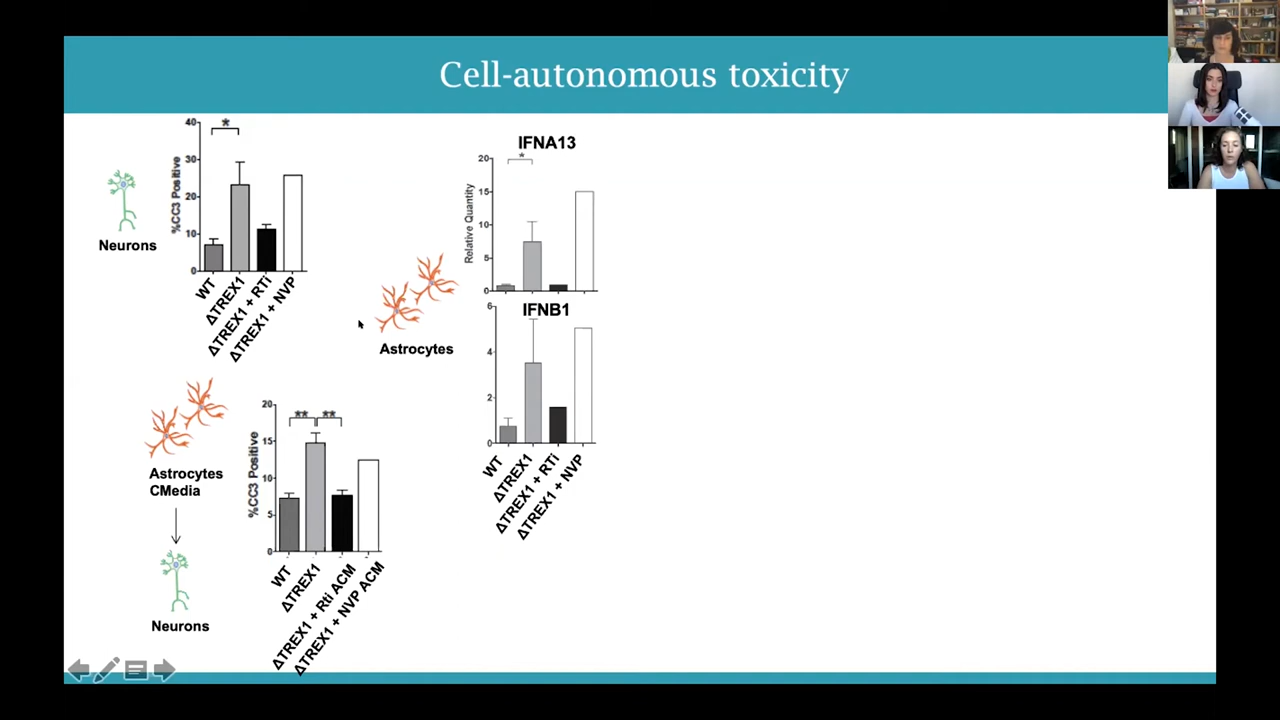 Cell-autonomous toxicity
*
40
30
20
10
0
%CC3 Positive
WT
ΔTREX1
ΔTREX1 + RTi
ΔTREX1 + NVP
Neurons
IFNA13
*
20
15
10
5
0
Relative Quantity
IFNB1
6
4
2
0
WT
ΔTREX1
ΔTREX1 + RTi
ΔTREX1 + NVP
Astrocytes
Astrocytes
CMedia
Neurons
** **
20
15
10
5
0
%CC3 Positive
WT
ΔTREX1
ΔTREX1 + Rti ACM
ΔTREX1 + NVP ACM